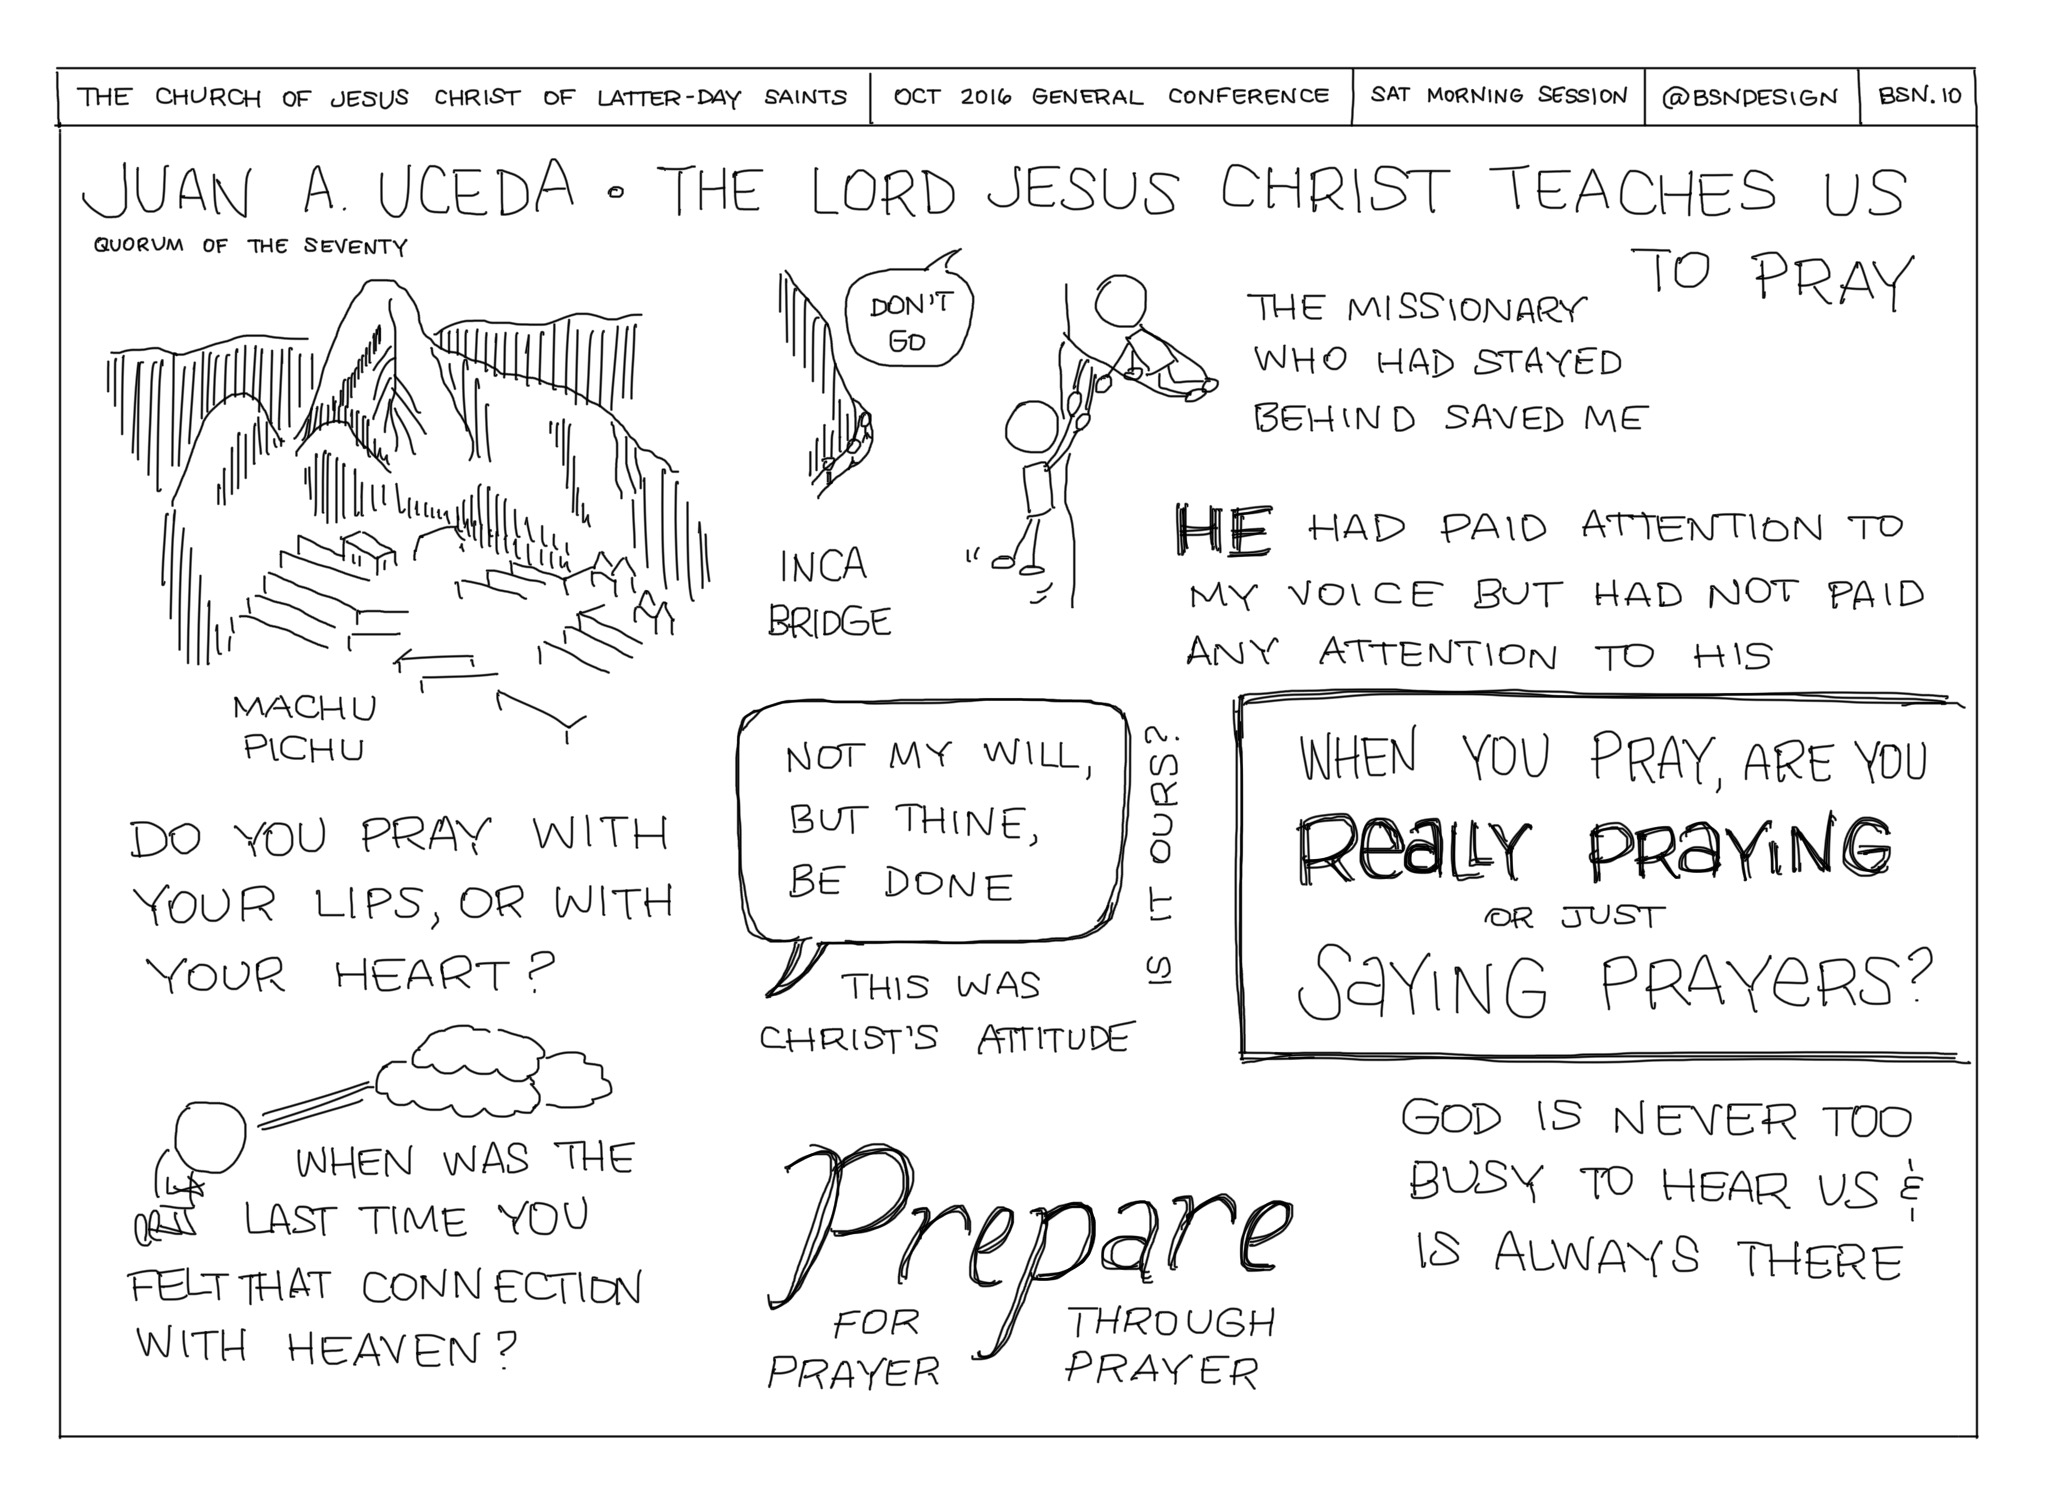 THE CHURCH OF JESUS CHRIST OF LATTER-DAY SAINTS
OCT 2016 GENERAL CONFERENCE
SAT MORNING SESSION
@BSNDESIGN
BSN.10
JUAN A. UCEDA • THE LORD JESUS CHRIST TEACHES US
TO PRAY
QUORUM OF THE SEVENTY
MACHU
PICHU
DON'T
GO
INCA
BRIDGE
THE MISSIONARY
WHO HAD STAYED
BEHIND SAVED ME
HE HAD PAID ATTENTION TO
MY VOICE BUT HAD NOT PAID
ANY ATTENTION TO HIS
DO YOU PRAY WITH
YOUR LIPS, OR WITH
YOUR HEART?
NOT MY WILL,
BUT THINE,
BE DONE
THIS WAS
CHRIST'S ATTITUDE
IS IT OURS?
WHEN YOU PRAY, ARE YOU
REALLY PRAYING
OR JUST
SAYING PRAYERS?
WHEN WAS THE
LAST TIME YOU
FELT THAT CONNECTION
WITH HEAVEN?
Prepare
FOR
PRAYER
THROUGH
PRAYER
GOD IS NEVER TOO
BUSY TO HEAR US &
IS ALWAYS THERE